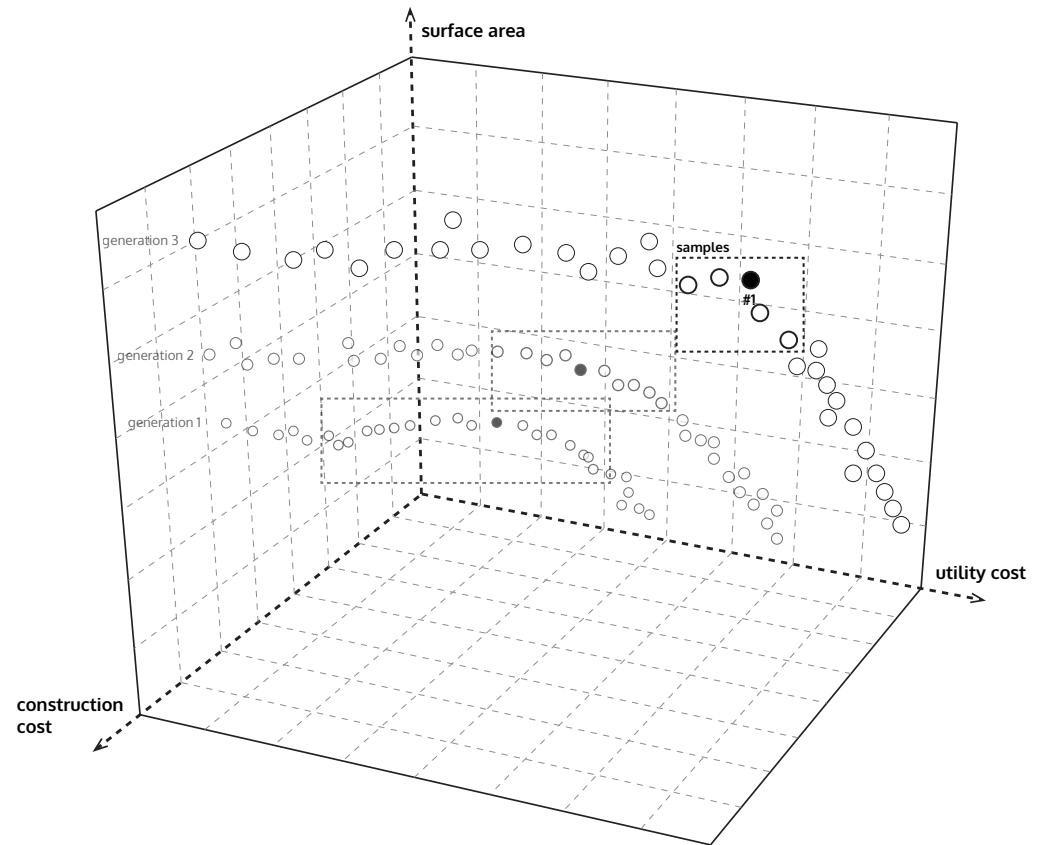 surface area
generation 3
samples
#1
generation 2
generation 1
utility cost
construction
cost